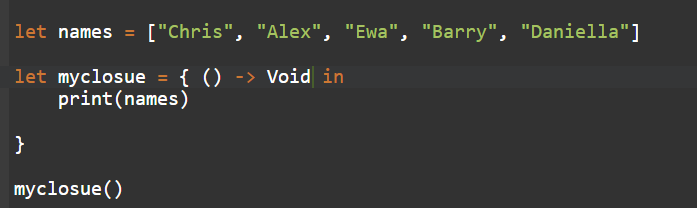 let names = ["Chris", "Alex", "Ewa", "Barry", "Daniella"]
let myclosue = { () -> Void in
    print(names)
}
myclosue()